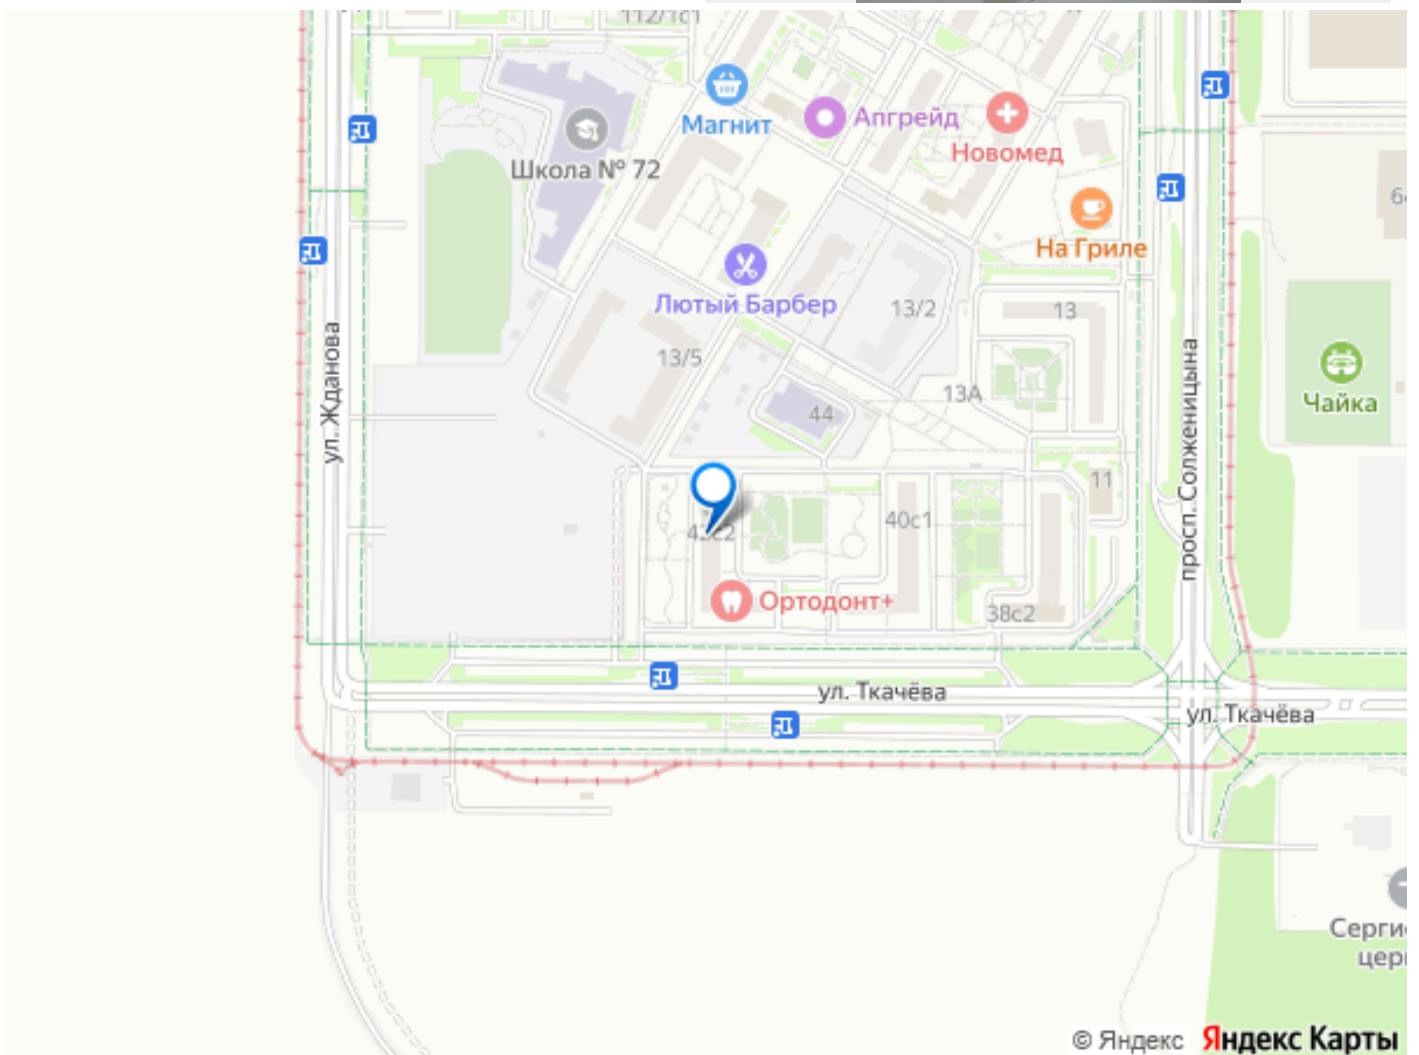 112/1с1
Магнит
Апгрейд
Новомед
Школа № 72
На Гриле
Лютый Барбер
13/2
13
13/5
ул. Жданова
просп. Солженицына
13А
Чайка
44
11
42с2
40с1
Ортодонт+
38с2
ул. Ткачёва
ул. Ткачёва
© Яндекс Яндекс Карты